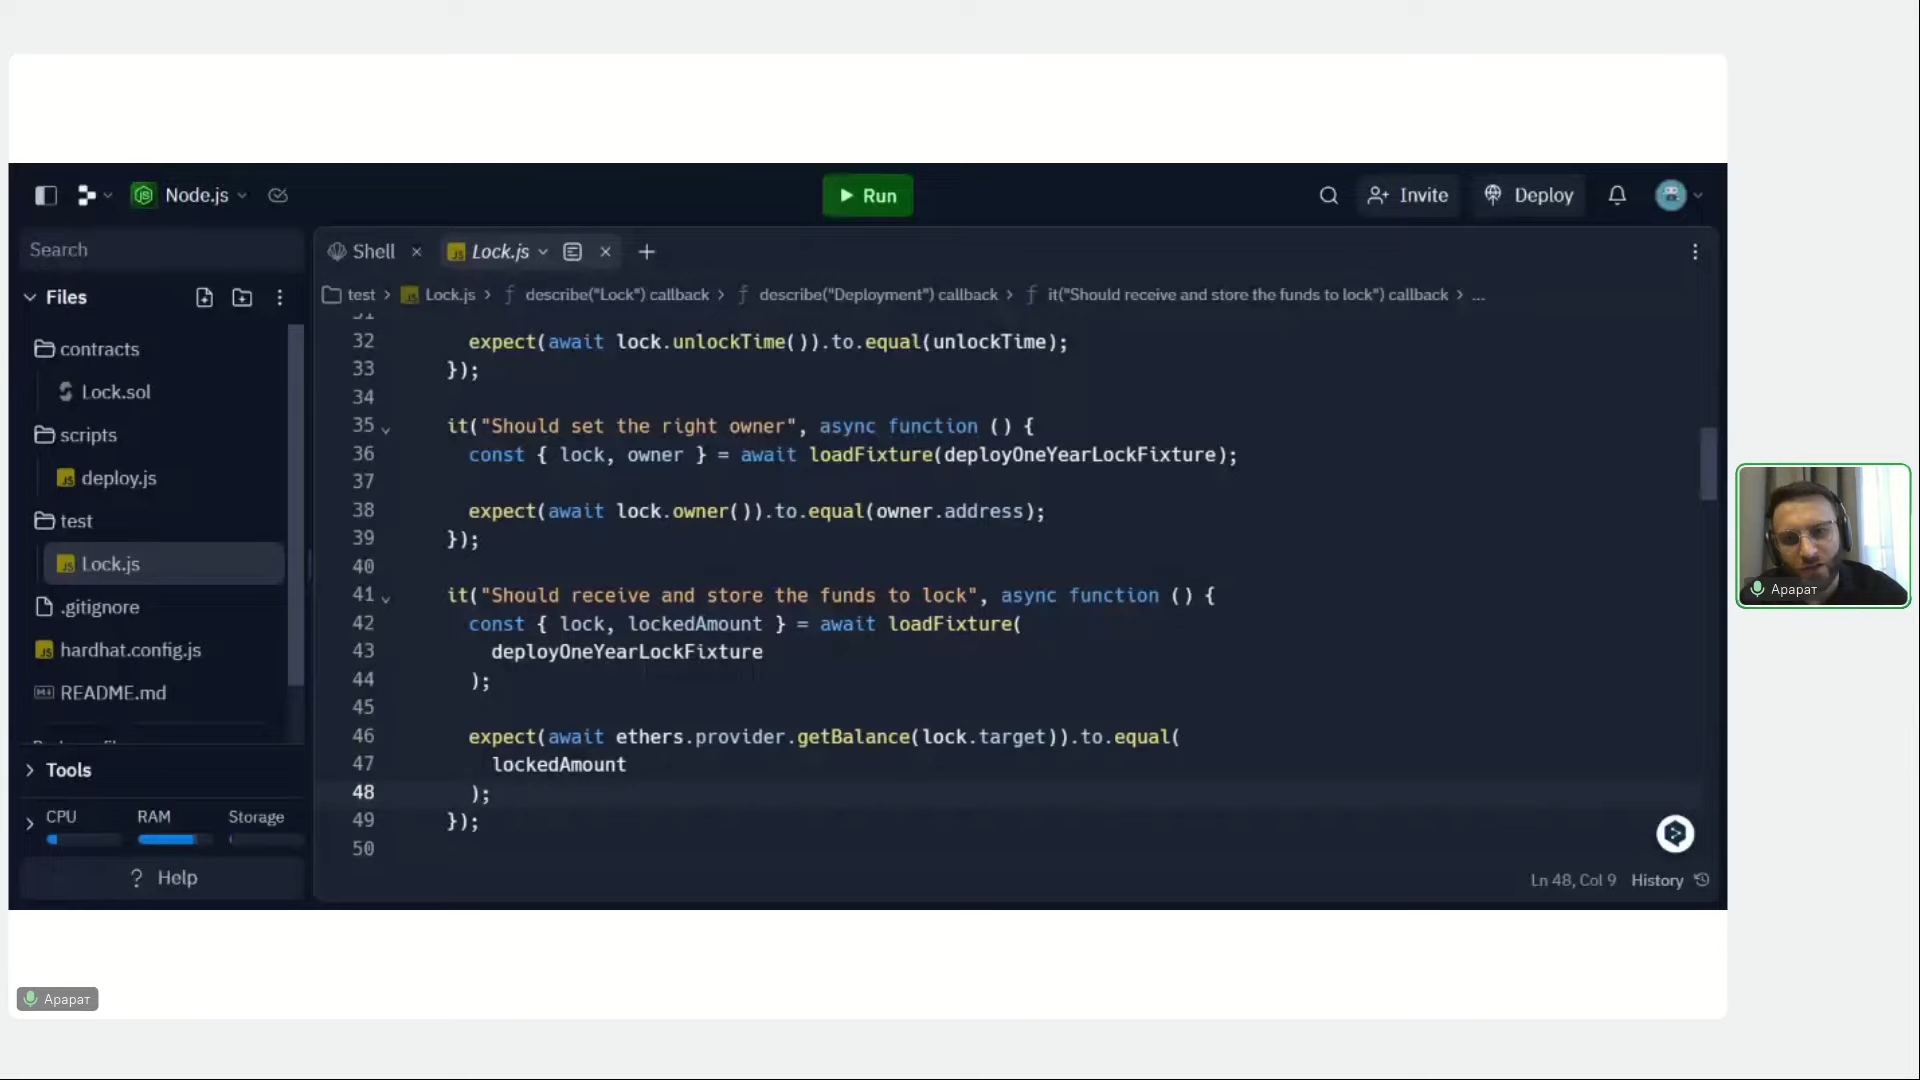 Node.js
Run
Invite
Deploy
Search
Shell
Lock.js
Files
test > Lock.js > describe("Lock") callback > describe("Deployment") callback > it("Should receive and store the funds to lock") callback > ...
contracts
Lock.sol
scripts
deploy.js
test
Lock.js
.gitignore
hardhat.config.js
README.md
Tools
CPU RAM Storage
? Help
31
32 expect(await lock.unlockTime()).to.equal(unlockTime);
33 });
34
35 it("Should set the right owner", async function () {
36 const { lock, owner } = await loadFixture(deployOneYearLockFixture);
37
38 expect(await lock.owner()).to.equal(owner.address);
39 });
40
41 it("Should receive and store the funds to lock", async function () {
42 const { lock, lockedAmount } = await loadFixture(
43 deployOneYearLockFixture
44 );
45
46 expect(await ethers.provider.getBalance(lock.target)).to.equal(
47 lockedAmount
48 );
49 });
50
Ln 48, Col 9 History
Арарат
Арарат